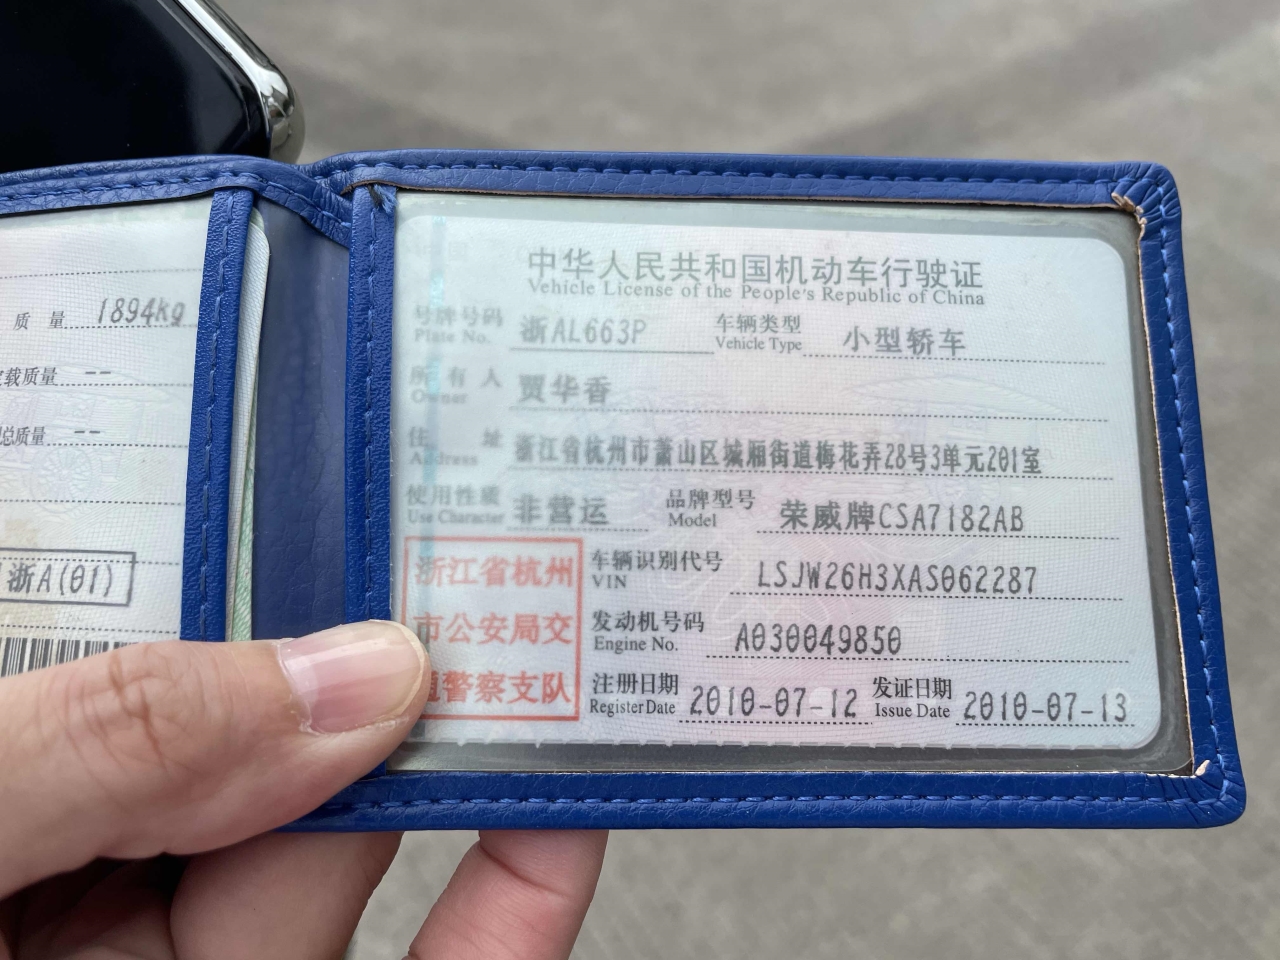 质 量 1894kg
载质量 --
总质量 --
浙A(01)
中华人民共和国机动车行驶证
Vehicle License of the People's Republic of China
号牌号码 浙AL663P 车辆类型 小型轿车
Plate No. Vehicle Type
所 有 人 贾华香
Owner
住 址 浙江省杭州市萧山区城厢街道梅花弄28号3单元201室
Address
使用性质 非营运 品牌型号 荣威牌CSA7182AB
Use Character Model
浙江省杭州
市公安局交
通警察支队
车辆识别代号 LSJW26H3XAS062287
VIN
发动机号码 A030049850
Engine No.
注册日期 2010-07-12 发证日期 2010-07-13
Register Date Issue Date